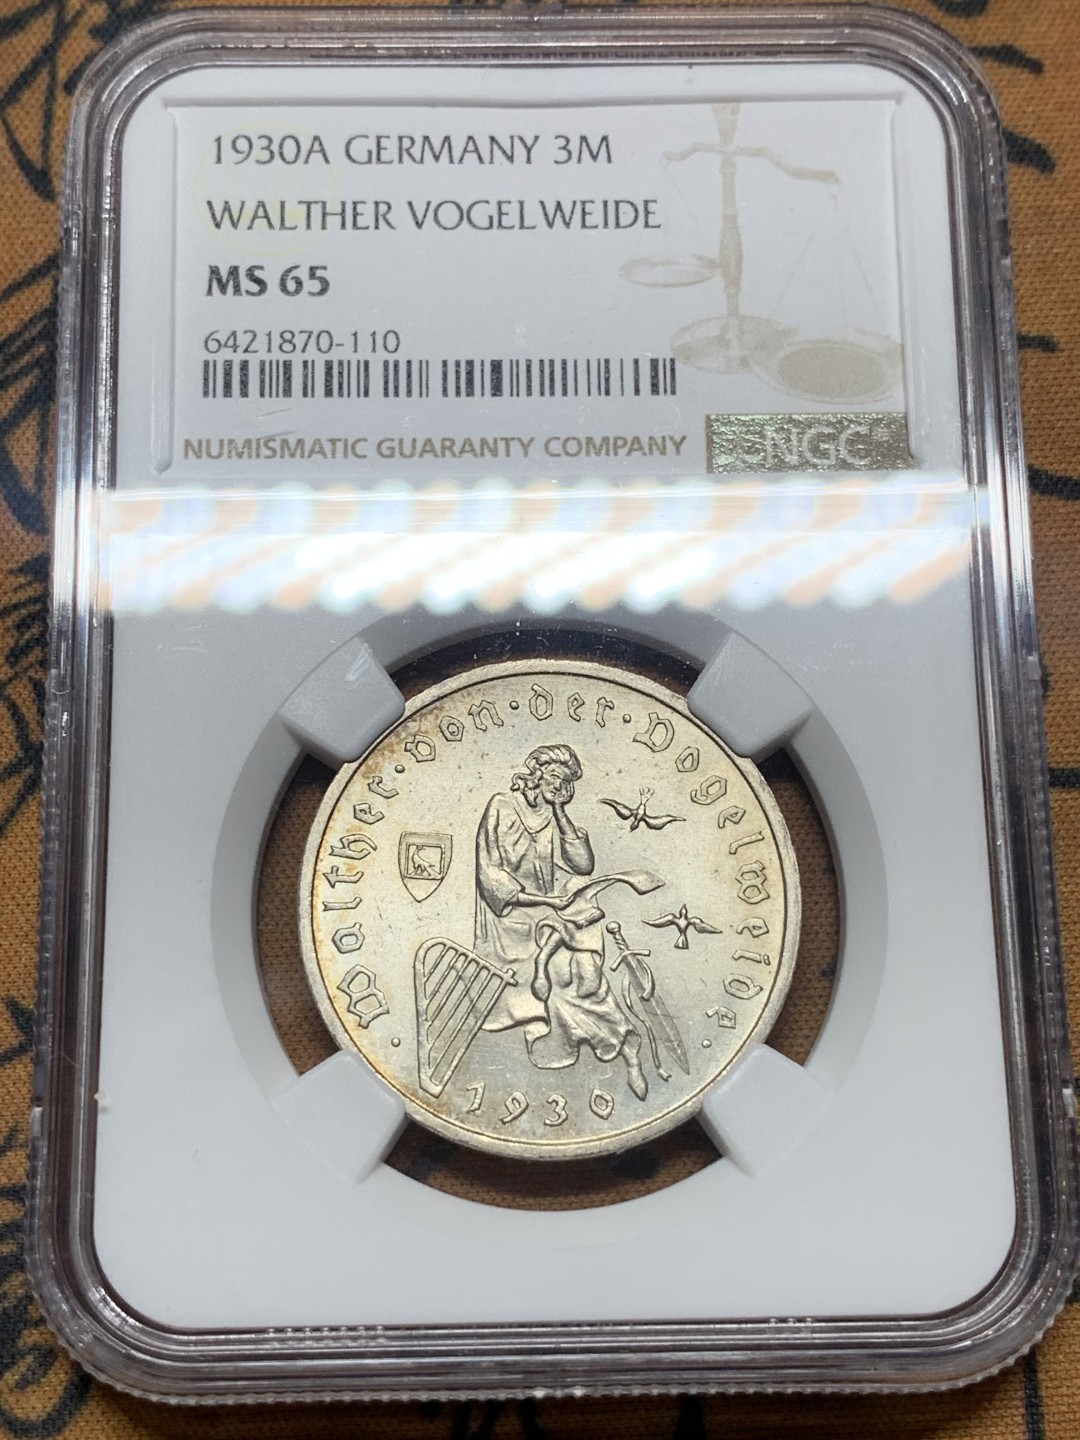 1930A GERMANY 3M
WALTHER VOGELWEIDE
MS 65
6421870-110
NUMISMATIC GUARANTY COMPANY
NGC
· Walther · von · der · Vogelweide ·
1930